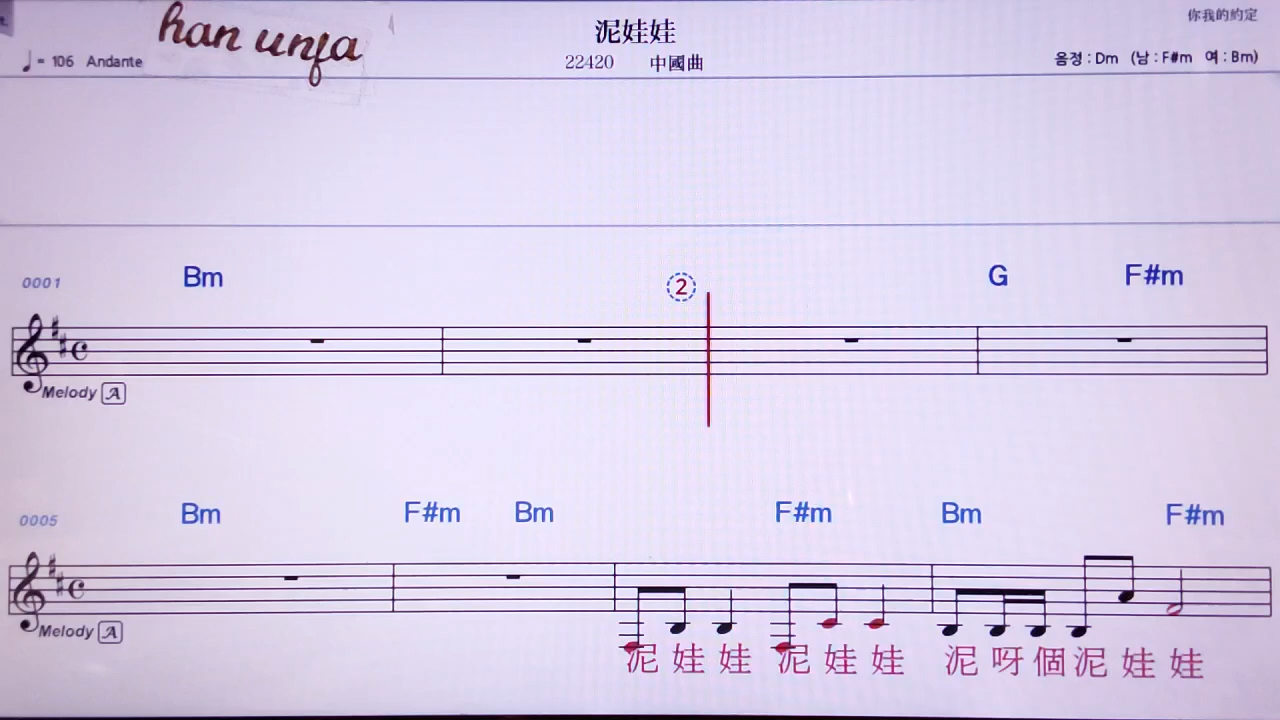 han unfa
泥娃娃
你我的約定
♩= 106 Andante
22420 中國曲
음정 : Dm (남 : F#m 여 : Bm)
0001 Bm 2 G F#m
Melody A
0005 Bm F#m Bm F#m Bm F#m
Melody A
泥 娃 娃 泥 娃 娃 泥 呀 個 泥 娃 娃